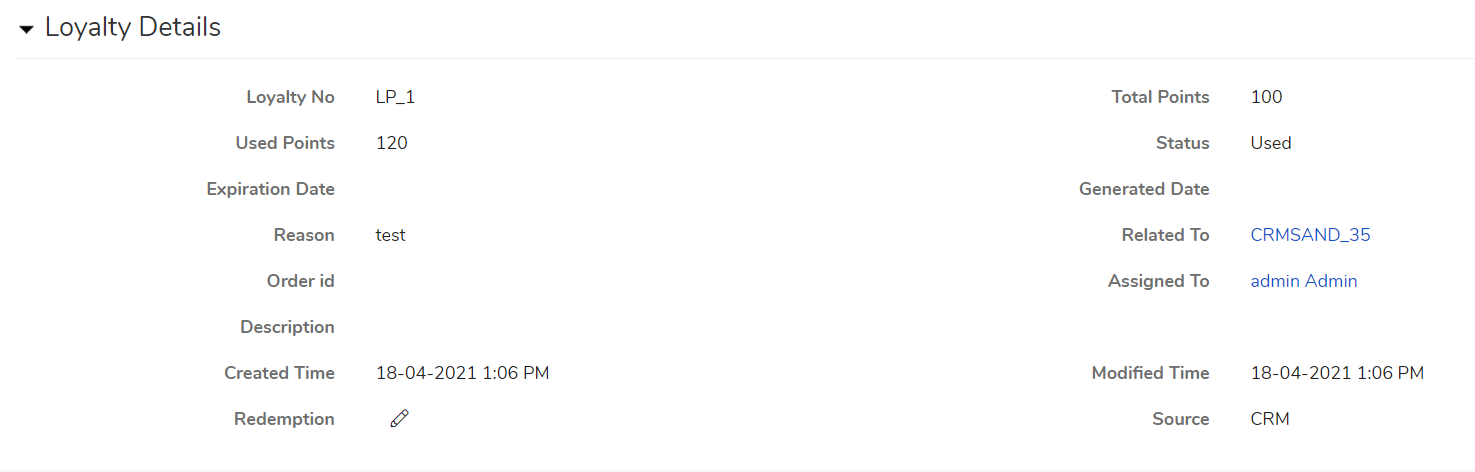 Loyalty Details
Loyalty No LP_1 Total Points 100
Used Points 120 Status Used
Expiration Date Generated Date
Reason test Related To CRMSAND_35
Order id Assigned To admin Admin
Description
Created Time 18-04-2021 1:06 PM Modified Time 18-04-2021 1:06 PM
Redemption Source CRM